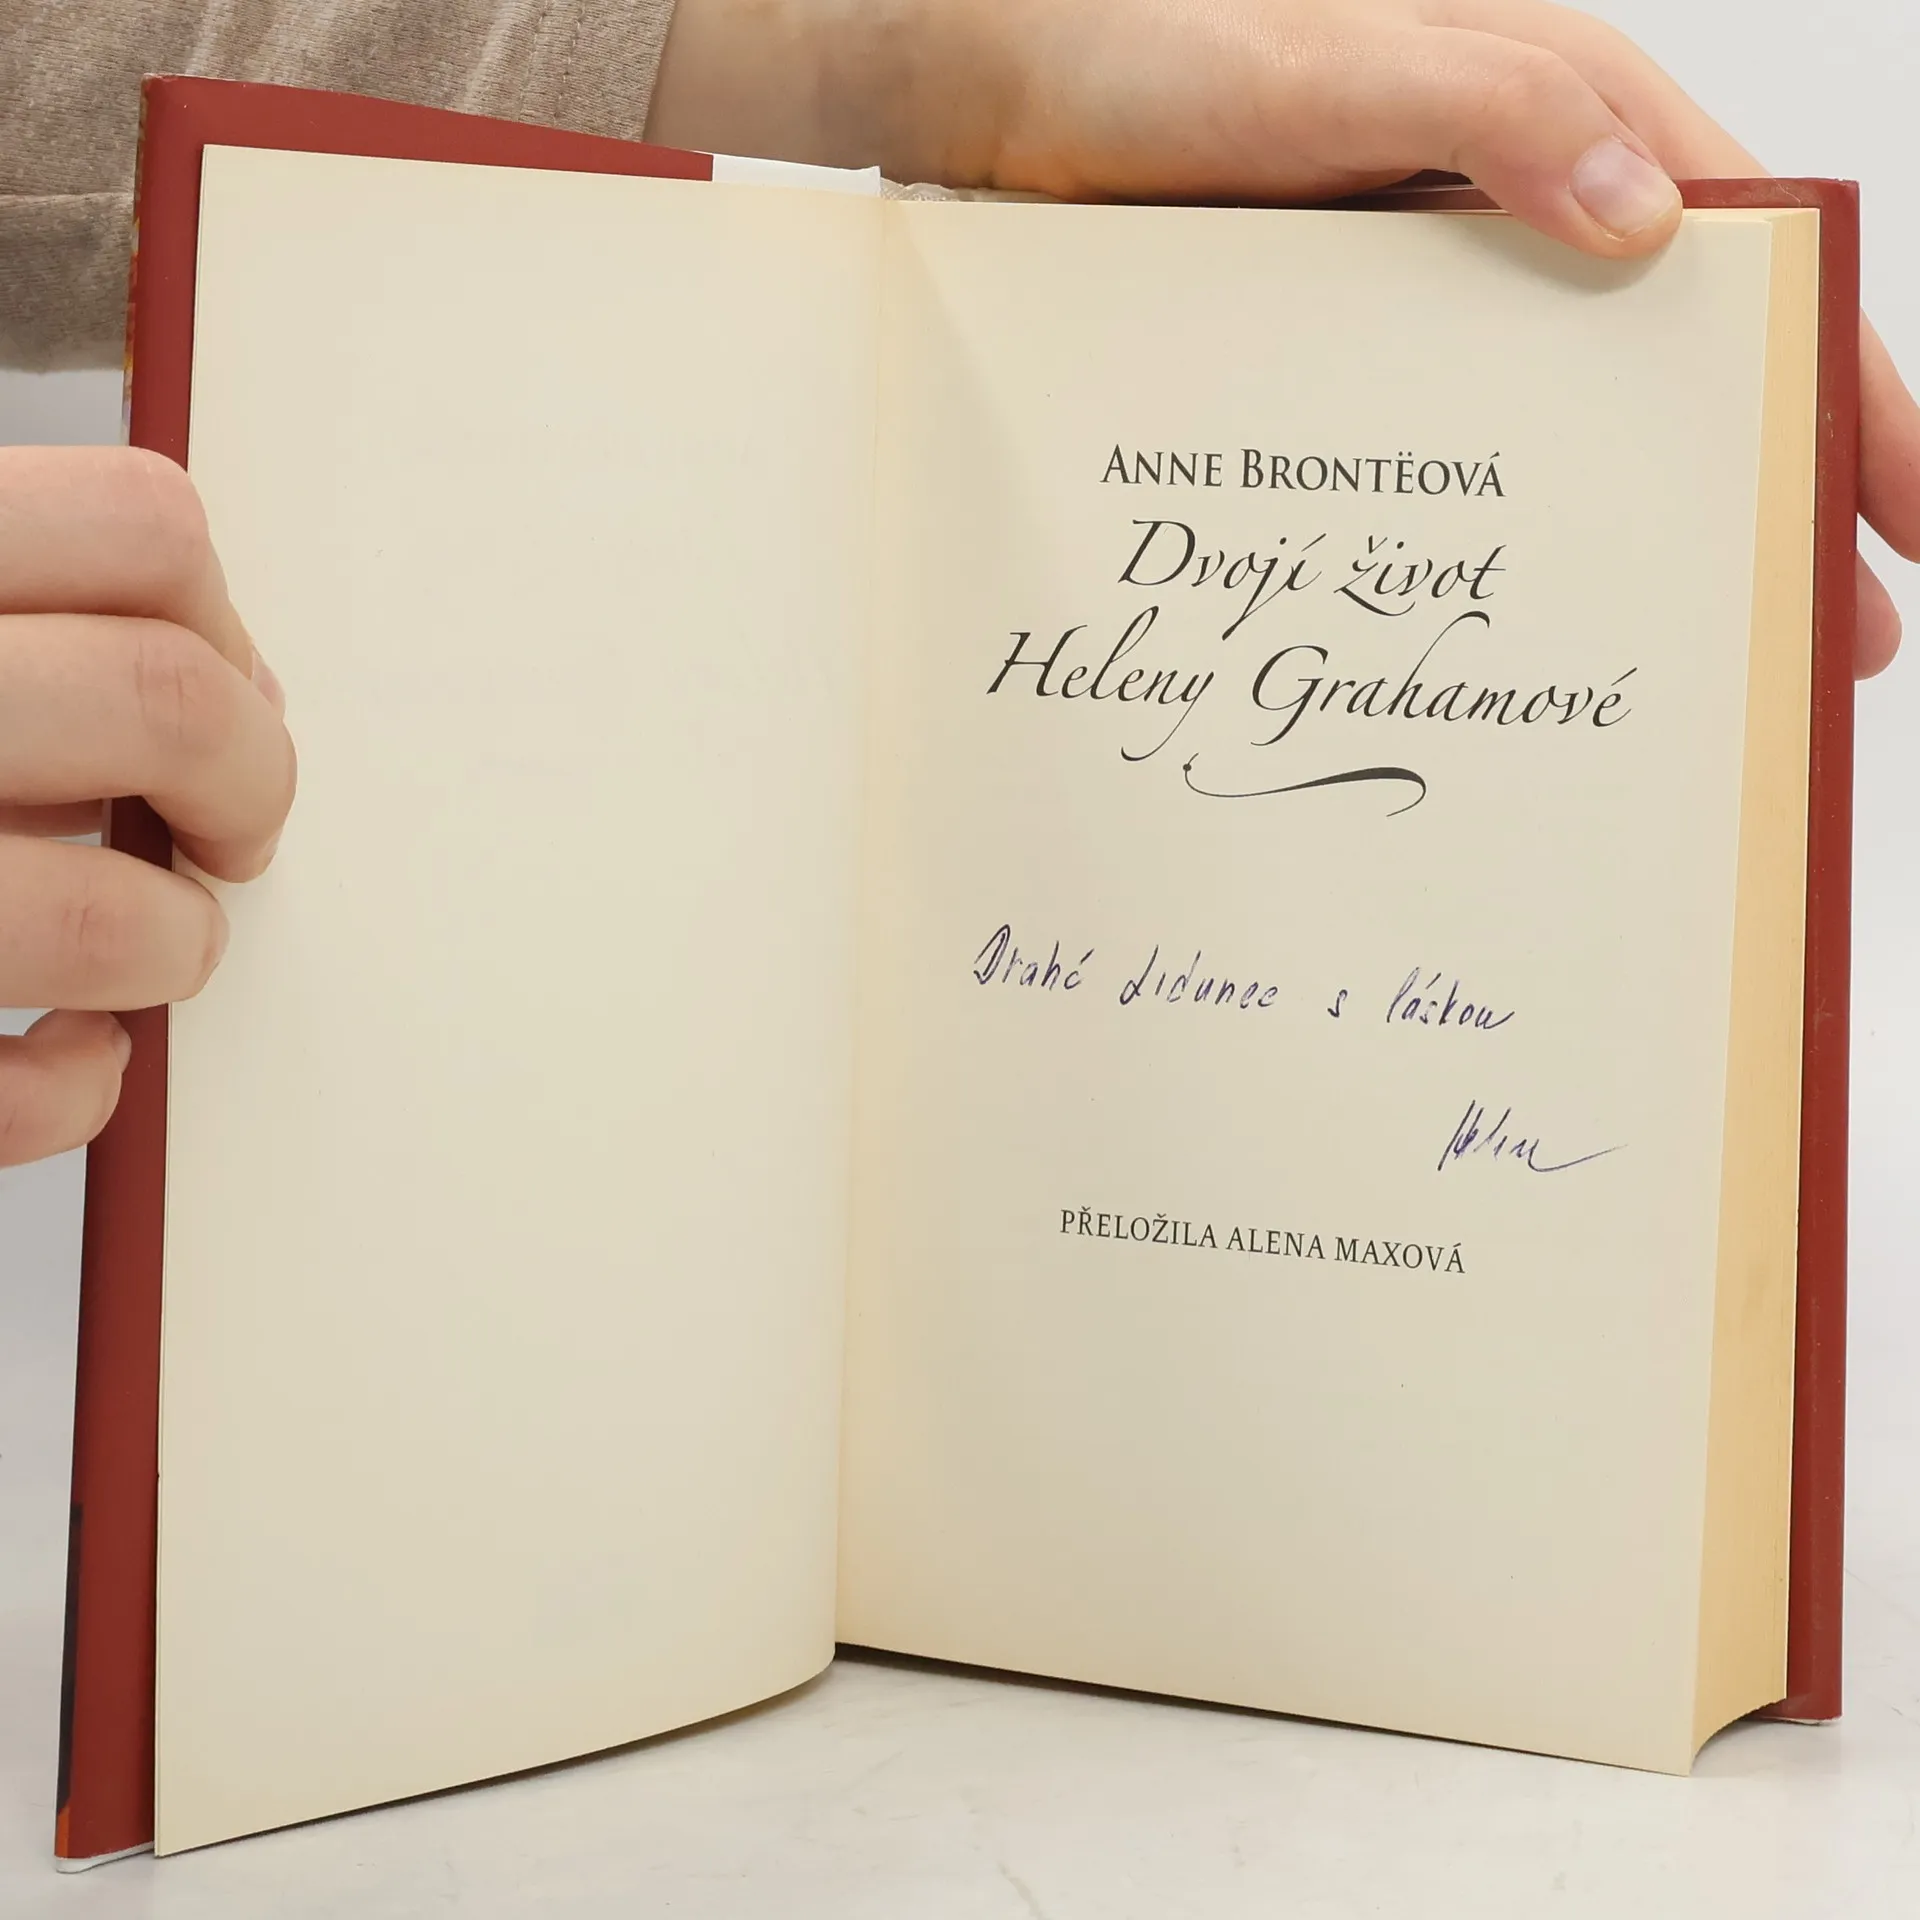 ANNE BRONTËOVÁ
Dvojí život
Heleny Grahamové
Drahé Lidunce s láskou
PŘELOŽILA ALENA MAXOVÁ